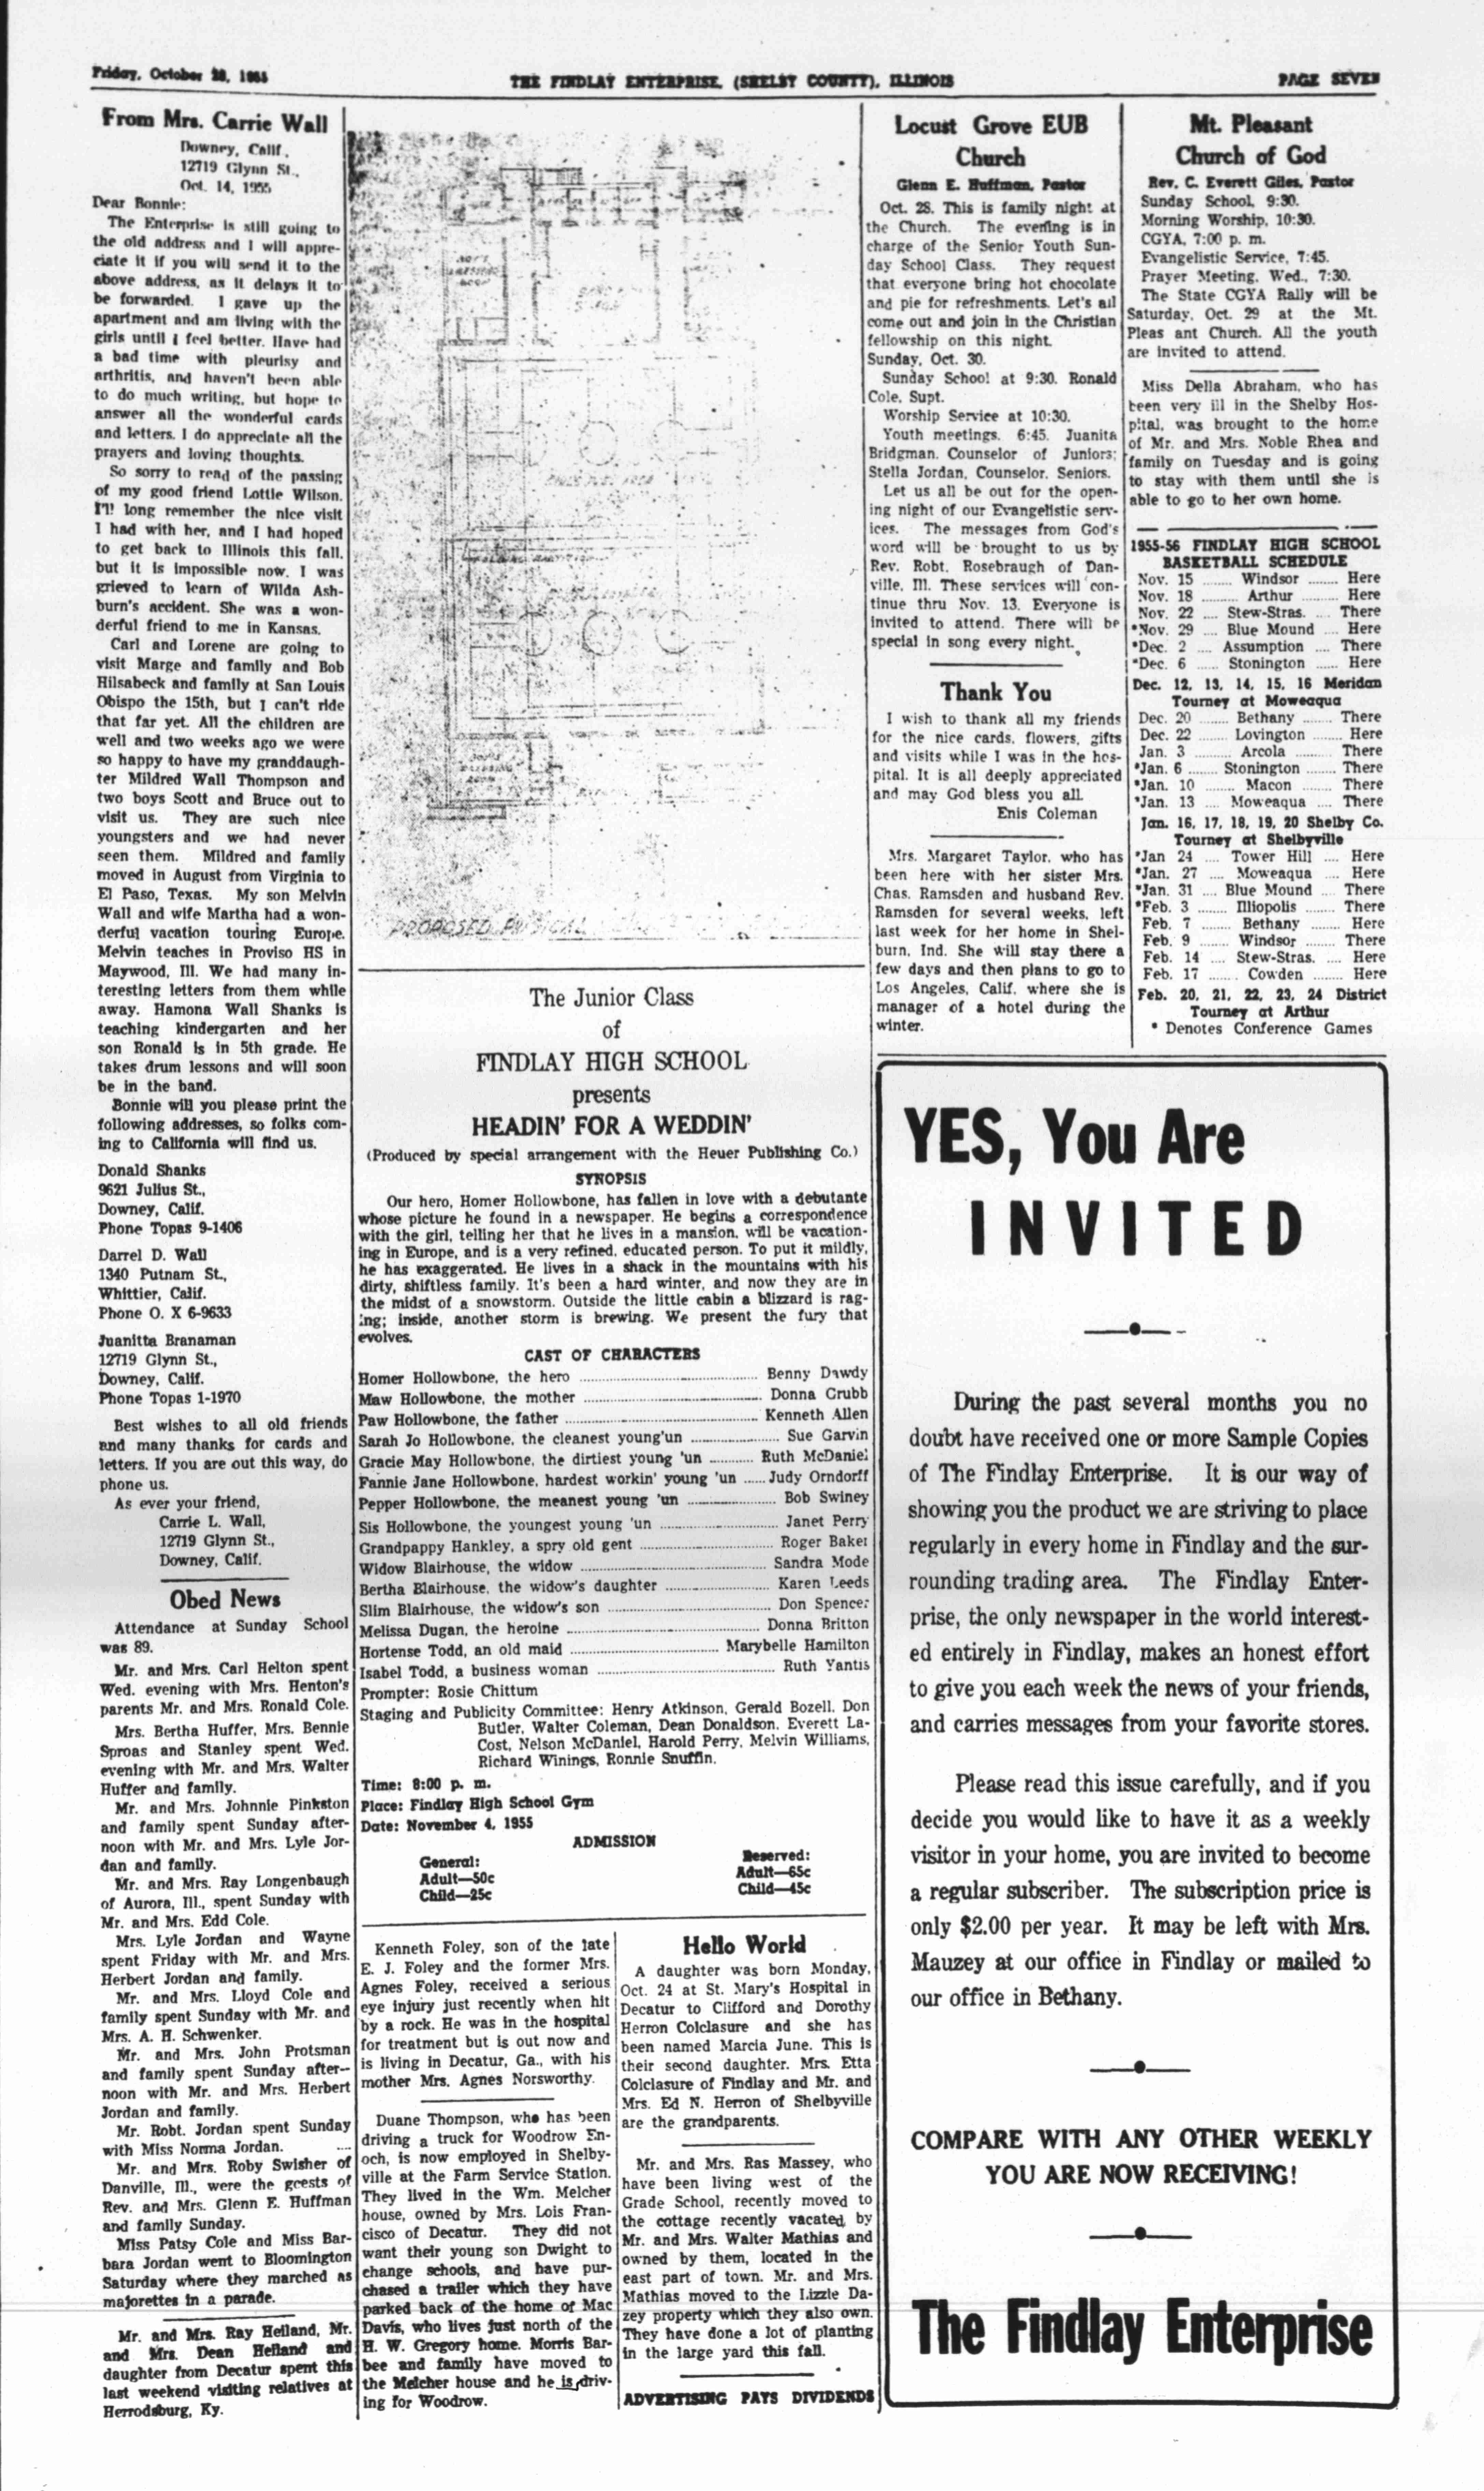 Friday, October 28, 1955
THE FINDLAY ENTERPRISE, (SHELBY COUNTY), ILLINOIS
PAGE SEVEN
From Mrs. Carrie Wall
Downey, Calif.,
12719 Glynn St.,
Oct. 14, 1955
Dear Bonnie:
The Enterprise is still going to
the old address and I will appre-
ciate it if you will send it to the
above address, as it delays it to
be forwarded. I gave up the
apartment and am living with the
girls until I feel better. Have had
a bad time with pleurisy and
arthritis, and haven't been able
to do much writing, but hope to
answer all the wonderful cards
and letters. I do appreciate all the
prayers and loving thoughts.
So sorry to read of the passing
of my good friend Lottie Wilson.
I'll long remember the nice visit
I had with her, and I had hoped
to get back to Illinois this fall,
but it is impossible now. I was
grieved to learn of Wilda Ash-
burn's accident. She was a won-
derful friend to me in Kansas.
Carl and Lorene are going to
visit Marge and family and Bob
Hilsabeck and family at San Louis
Obispo the 15th, but I can't ride
that far yet. All the children are
well and two weeks ago we were
so happy to have my granddaugh-
ter Mildred Wall Thompson and
two boys Scott and Bruce out to
visit us. They are such nice
youngsters and we had never
seen them. Mildred and family
moved in August from Virginia to
El Paso, Texas. My son Melvin
Wall and wife Martha had a won-
derful vacation touring Europe.
Melvin teaches in Proviso HS in
Maywood, Ill. We had many in-
teresting letters from them while
away. Hamona Wall Shanks is
teaching kindergarten and her
son Ronald is in 5th grade. He
takes drum lessons and will soon
be in the band.
Bonnie will you please print the
following addresses, so folks com-
ing to California will find us.
Donald Shanks
9621 Julius St.,
Downey, Calif.
Phone Topas 9-1406
Darrel D. Wall
1340 Putnam St.,
Whittier, Calif.
Phone O. X 6-9633
Juanitta Branaman
12719 Glynn St.,
Downey, Calif.
Phone Topas 1-1970
Best wishes to all old friends
and many thanks for cards and
letters. If you are out this way, do
phone us.
As ever your friend,
Carrie L. Wall,
12719 Glynn St.,
Downey, Calif.
Obed News
Attendance at Sunday School
was 89.
Mr. and Mrs. Carl Helton spent
Wed. evening with Mrs. Henton's
parents Mr. and Mrs. Ronald Cole.
Mrs. Bertha Huffer, Mrs. Bennie
Sproas and Stanley spent Wed.
evening with Mr. and Mrs. Walter
Huffer and family.
Mr. and Mrs. Johnnie Pinkston
and family spent Sunday after-
noon with Mr. and Mrs. Lyle Jor-
dan and family.
Mr. and Mrs. Ray Longenbaugh
of Aurora, Ill., spent Sunday with
Mr. and Mrs. Edd Cole.
Mrs. Lyle Jordan and Wayne
spent Friday with Mr. and Mrs.
Herbert Jordan and family.
Mr. and Mrs. Lloyd Cole and
family spent Sunday with Mr. and
Mrs. A. H. Schwenker.
Mr. and Mrs. John Protsman
and family spent Sunday after-
noon with Mr. and Mrs. Herbert
Jordan and family.
Mr. Robt. Jordan spent Sunday
with Miss Norma Jordan.
Mr. and Mrs. Roby Swisher of
Danville, Ill., were the guests of
Rev. and Mrs. Glenn E. Huffman
and family Sunday.
Miss Patsy Cole and Miss Bar-
bara Jordan went to Bloomington
Saturday where they marched as
majorettes in a parade.
Mr. and Mrs. Ray Heiland, Mr.
and Mrs. Dean Heiland and
daughter from Decatur spent this
last weekend visiting relatives at
Herrodsburg, Ky.
PROPOSED PHYSICAL
The Junior Class
of
FINDLAY HIGH SCHOOL
presents
HEADIN' FOR A WEDDIN'
(Produced by special arrangement with the Heuer Publishing Co.)
SYNOPSIS
Our hero, Homer Hollowbone, has fallen in love with a debutante
whose picture he found in a newspaper. He begins a correspondence
with the girl, telling her that he lives in a mansion, will be vacation-
ing in Europe, and is a very refined, educated person. To put it mildly,
he has exaggerated. He lives in a shack in the mountains with his
dirty, shiftless family. It's been a hard winter, and now they are in
the midst of a snowstorm. Outside the little cabin a blizzard is rag-
ing; inside, another storm is brewing. We present the fury that
evolves.
CAST OF CHARACTERS
Homer Hollowbone, the hero ........ Benny Dawdy
Maw Hollowbone, the mother ........ Donna Grubb
Paw Hollowbone, the father ........ Kenneth Allen
Sarah Jo Hollowbone, the cleanest young'un ........ Sue Garvin
Gracie May Hollowbone, the dirtiest young 'un ........ Ruth McDaniel
Fannie Jane Hollowbone, hardest workin' young 'un ..... Judy Orndorff
Pepper Hollowbone, the meanest young 'un ........ Bob Swiney
Sis Hollowbone, the youngest young 'un ........ Janet Perry
Grandpappy Hankley, a spry old gent ........ Roger Baker
Widow Blairhouse, the widow ........ Sandra Mode
Bertha Blairhouse, the widow's daughter ........ Karen Leeds
Slim Blairhouse, the widow's son ........ Don Spencer
Melissa Dugan, the heroine ........ Donna Britton
Hortense Todd, an old maid ........ Marybelle Hamilton
Isabel Todd, a business woman ........ Ruth Yantis
Prompter: Rosie Chittum
Staging and Publicity Committee: Henry Atkinson, Gerald Bozell, Don
Butler, Walter Coleman, Dean Donaldson, Everett La-
Cost, Nelson McDaniel, Harold Perry, Melvin Williams,
Richard Winings, Ronnie Snuffin.
Time: 8:00 p. m.
Place: Findlay High School Gym
Date: November 4, 1955
ADMISSION
General:
Adult—50c
Child—25c
Reserved:
Adult—65c
Child—45c
Kenneth Foley, son of the late
E. J. Foley and the former Mrs.
Agnes Foley, received a serious
eye injury just recently when hit
by a rock. He was in the hospital
for treatment but is out now and
is living in Decatur, Ga., with his
mother Mrs. Agnes Norsworthy.
Duane Thompson, who has been
driving a truck for Woodrow En-
och, is now employed in Shelby-
ville at the Farm Service Station.
They lived in the Wm. Melcher
house, owned by Mrs. Lois Fran-
cisco of Decatur. They did not
want their young son Dwight to
change schools, and have pur-
chased a trailer which they have
parked back of the home of Mac
Davis, who lives just north of the
H. W. Gregory home. Morris Bar-
bee and family have moved to
the Melcher house and he is driv-
ing for Woodrow.
Hello World
A daughter was born Monday,
Oct. 24 at St. Mary's Hospital in
Decatur to Clifford and Dorothy
Herron Colclasure and she has
been named Marcia June. This is
their second daughter. Mrs. Etta
Colclasure of Findlay and Mr. and
Mrs. Ed N. Herron of Shelbyville
are the grandparents.
Mr. and Mrs. Ras Massey, who
have been living west of the
Grade School, recently moved to
the cottage recently vacated by
Mr. and Mrs. Walter Mathias and
owned by them, located in the
east part of town. Mr. and Mrs.
Mathias moved to the Lizzie Da-
zey property which they also own.
They have done a lot of planting
in the large yard this fall.
ADVERTISING PAYS DIVIDENDS
Locust Grove EUB
Church
Glenn E. Huffman, Pastor
Oct. 28. This is family night at
the Church. The evening is in
charge of the Senior Youth Sun-
day School Class. They request
that everyone bring hot chocolate
and pie for refreshments. Let's all
come out and join in the Christian
fellowship on this night.
Sunday, Oct. 30.
Sunday School at 9:30. Ronald
Cole, Supt.
Worship Service at 10:30.
Youth meetings. 6:45. Juanita
Bridgman. Counselor of Juniors;
Stella Jordan, Counselor. Seniors.
Let us all be out for the open-
ing night of our Evangelistic serv-
ices. The messages from God's
word will be brought to us by
Rev. Robt. Rosebraugh of Dan-
ville, Ill. These services will con-
tinue thru Nov. 13. Everyone is
invited to attend. There will be
special in song every night.
Thank You
I wish to thank all my friends
for the nice cards, flowers, gifts
and visits while I was in the hos-
pital. It is all deeply appreciated
and may God bless you all.
Enis Coleman
Mrs. Margaret Taylor, who has
been here with her sister Mrs.
Chas. Ramsden and husband Rev.
Ramsden for several weeks, left
last week for her home in Shel-
burn, Ind. She will stay there a
few days and then plans to go to
Los Angeles, Calif. where she is
manager of a hotel during the
winter.
Mt. Pleasant
Church of God
Rev. C. Everett Giles, Pastor
Sunday School, 9:30.
Morning Worship, 10:30.
CGYA, 7:00 p. m.
Evangelistic Service, 7:45.
Prayer Meeting, Wed., 7:30.
The State CGYA Rally will be
Saturday, Oct. 29 at the Mt.
Pleas ant Church. All the youth
are invited to attend.
Miss Della Abraham, who has
been very ill in the Shelby Hos-
pital, was brought to the home
of Mr. and Mrs. Noble Rhea and
family on Tuesday and is going
to stay with them until she is
able to go to her own home.
1955-56 FINDLAY HIGH SCHOOL
BASKETBALL SCHEDULE
Nov. 15 ........ Windsor ........ Here
Nov. 18 ........ Arthur ........ Here
Nov. 22 .... Stew-Stras. .... There
*Nov. 29 .... Blue Mound .... Here
*Dec. 2 .... Assumption .... There
*Dec. 6 ...... Stonington ...... Here
Dec. 12, 13, 14, 15, 16 Meridan
Tourney at Moweaqua
Dec. 20 ........ Bethany ........ There
Dec. 22 ........ Lovington ........ Here
Jan. 3 ........ Arcola ........ There
*Jan. 6 ........ Stonington ........ There
*Jan. 10 ........ Macon ........ There
*Jan. 13 .... Moweaqua .... There
Jan. 16, 17, 18, 19, 20 Shelby Co.
Tourney at Shelbyville
*Jan 24 .... Tower Hill .... Here
*Jan. 27 .... Moweaqua .... Here
*Jan. 31 .... Blue Mound .... There
*Feb. 3 ........ Illiopolis ........ There
Feb. 7 ........ Bethany ........ Here
Feb. 9 ........ Windsor ........ There
Feb. 14 .... Stew-Stras. .... Here
Feb. 17 ...... Cowden ........ Here
Feb. 20, 21, 22, 23, 24 District
Tourney at Arthur
* Denotes Conference Games
YES, You Are
INVITED
During the past several months you no
doubt have received one or more Sample Copies
of The Findlay Enterprise. It is our way of
showing you the product we are striving to place
regularly in every home in Findlay and the sur-
rounding trading area. The Findlay Enter-
prise, the only newspaper in the world interest-
ed entirely in Findlay, makes an honest effort
to give you each week the news of your friends,
and carries messages from your favorite stores.
Please read this issue carefully, and if you
decide you would like to have it as a weekly
visitor in your home, you are invited to become
a regular subscriber. The subscription price is
only $2.00 per year. It may be left with Mrs.
Mauzey at our office in Findlay or mailed to
our office in Bethany.
COMPARE WITH ANY OTHER WEEKLY
YOU ARE NOW RECEIVING!
The Findlay Enterprise